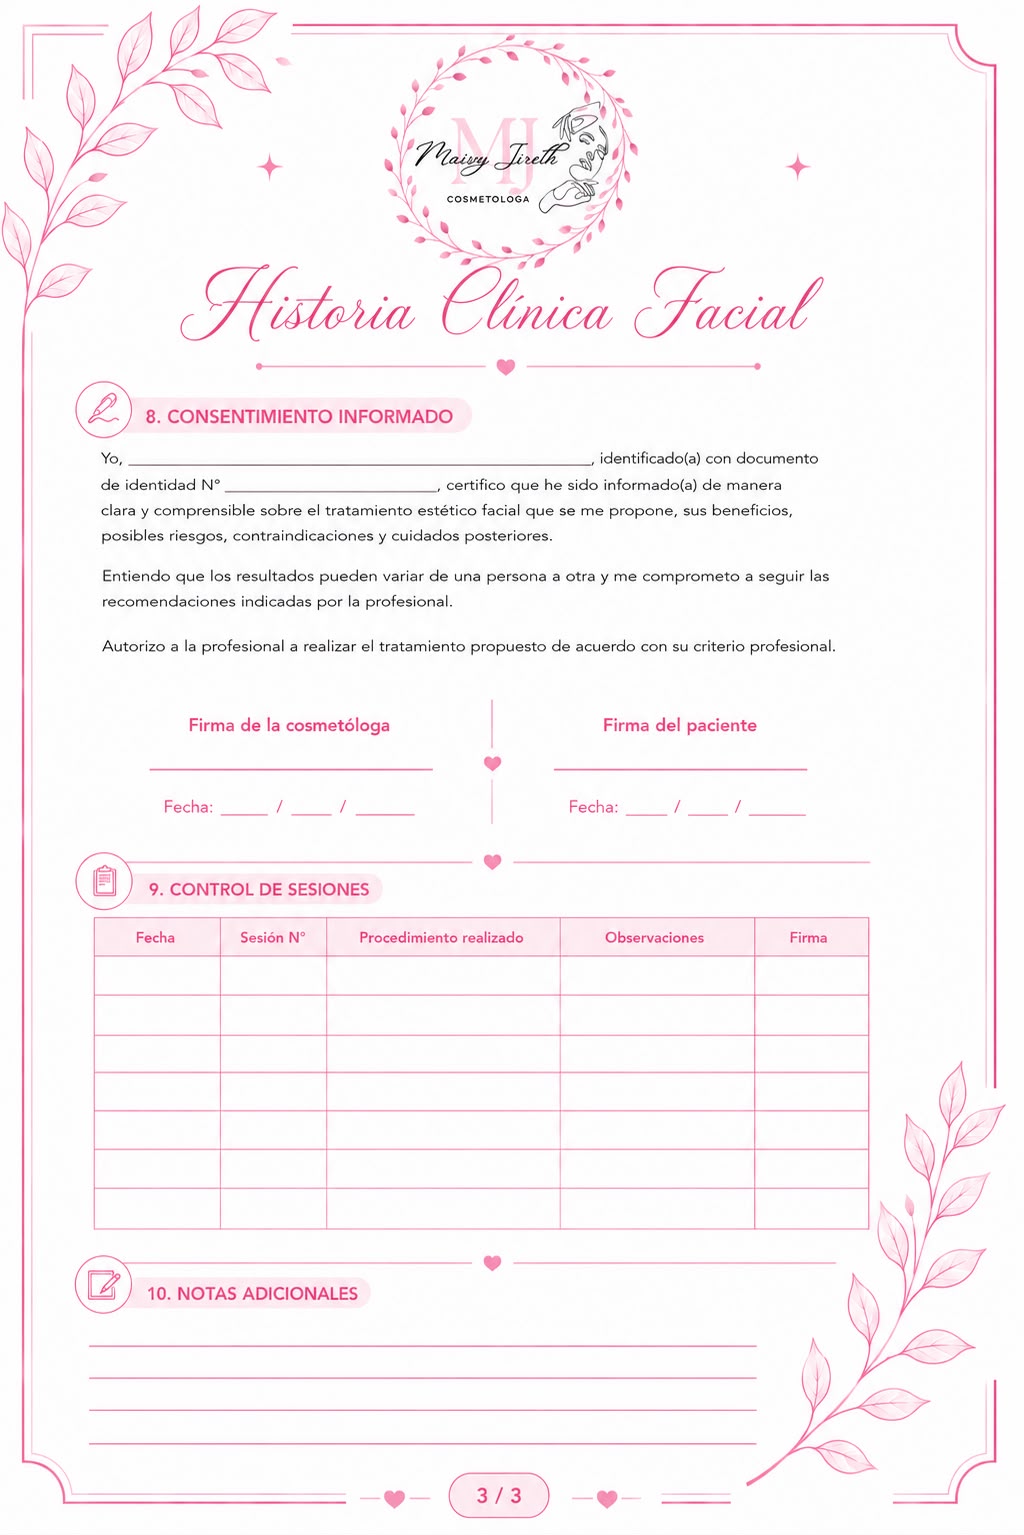 MJ
Maivy Jireth
COSMETOLOGA
Historia Clínica Facial
8. CONSENTIMIENTO INFORMADO
Yo, ____________________, identificado(a) con documento
de identidad N° ____________________, certifico que he sido informado(a) de manera
clara y comprensible sobre el tratamiento estético facial que se me propone, sus beneficios,
posibles riesgos, contraindicaciones y cuidados posteriores.
Entiendo que los resultados pueden variar de una persona a otra y me comprometo a seguir las
recomendaciones indicadas por la profesional.
Autorizo a la profesional a realizar el tratamiento propuesto de acuerdo con su criterio profesional.
Firma de la cosmetóloga
Fecha: _____ / ____ / ______
Firma del paciente
Fecha: _____ / ____ / ______
9. CONTROL DE SESIONES
Fecha Sesión N° Procedimiento realizado Observaciones Firma
10. NOTAS ADICIONALES
3 / 3